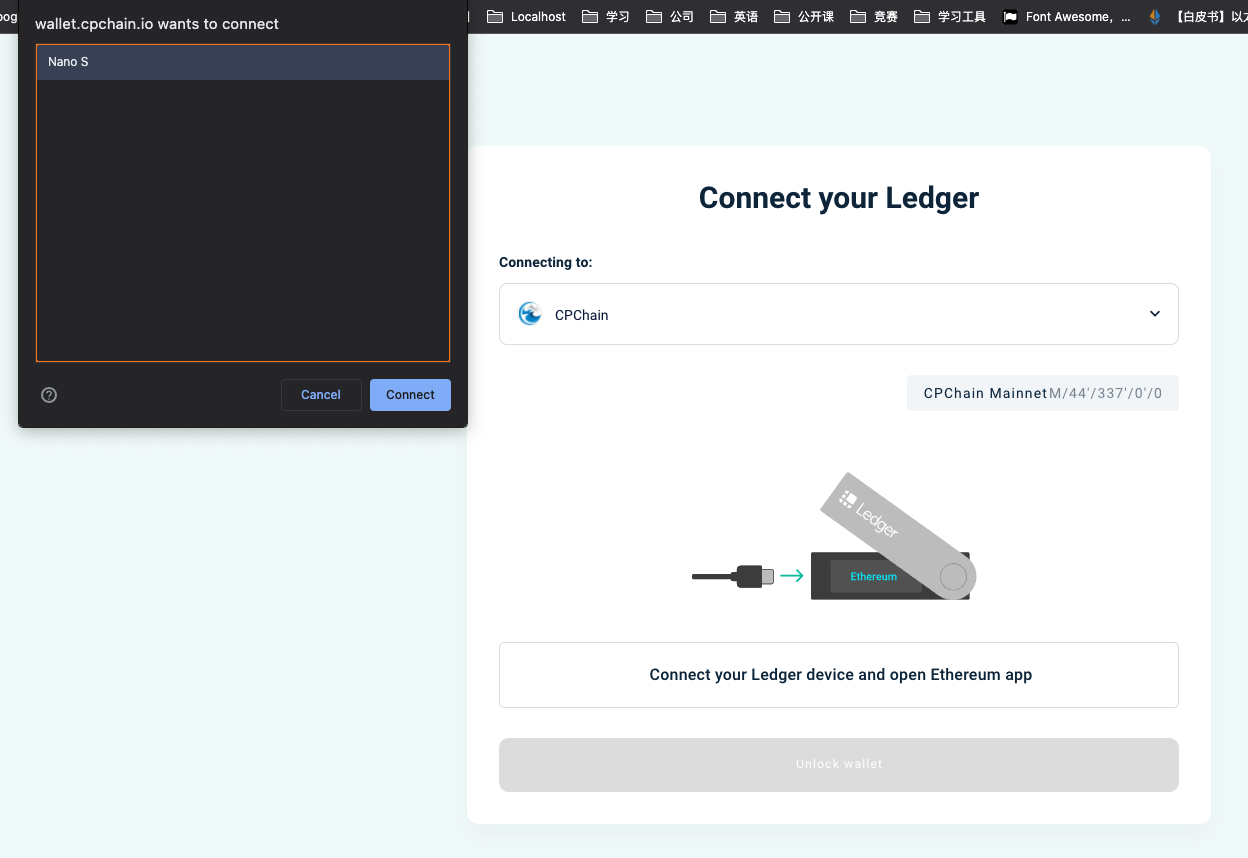 wallet.cpchain.io wants to connect
Localhost
学习
公司
英语
公开课
竞赛
学习工具
Font Awesome, ...
【白皮书】以
Nano S
Cancel
Connect
Connect your Ledger
Connecting to:
CPChain
CPChain Mainnet M/44'/337'/0'/0
Ledger
Ethereum
Connect your Ledger device and open Ethereum app
Unlock wallet